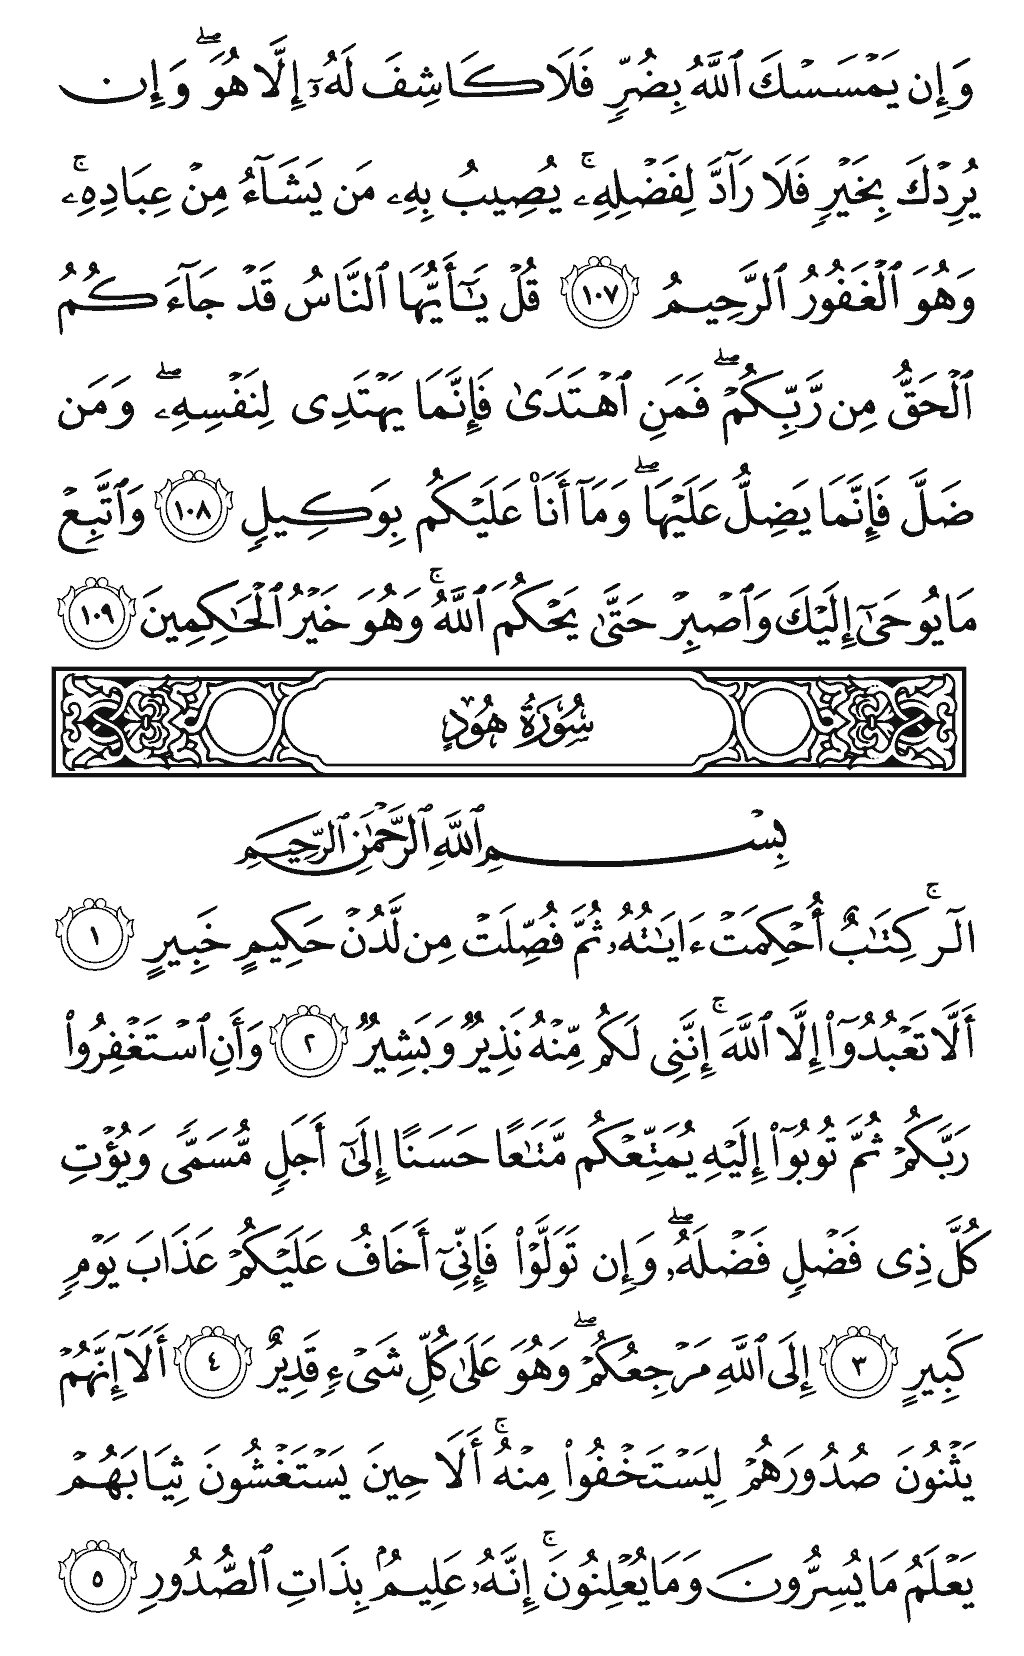 وَإِن يَمْسَسْكَ ٱللَّهُ بِضُرٍّ فَلَا كَاشِفَ لَهُۥٓ إِلَّا هُوَ ۖ وَإِن
يُرِدْكَ بِخَيْرٍ فَلَا رَآدَّ لِفَضْلِهِۦ ۚ يُصِيبُ بِهِۦ مَن يَشَآءُ مِنْ عِبَادِهِۦ ۚ
وَهُوَ ٱلْغَفُورُ ٱلرَّحِيمُ ١٠٧ قُلْ يَـٰٓأَيُّهَا ٱلنَّاسُ قَدْ جَآءَكُمُ
ٱلْحَقُّ مِن رَّبِّكُمْ ۖ فَمَنِ ٱهْتَدَىٰ فَإِنَّمَا يَهْتَدِى لِنَفْسِهِۦ ۖ وَمَن
ضَلَّ فَإِنَّمَا يَضِلُّ عَلَيْهَا ۖ وَمَآ أَنَا۠ عَلَيْكُم بِوَكِيلٍ ١٠٨ وَٱتَّبِعْ
مَا يُوحَىٰٓ إِلَيْكَ وَٱصْبِرْ حَتَّىٰ يَحْكُمَ ٱللَّهُ ۚ وَهُوَ خَيْرُ ٱلْحَـٰكِمِينَ ١٠٩
سُورَةُ هُودٍ
بِسْمِ ٱللَّهِ ٱلرَّحْمَـٰنِ ٱلرَّحِيمِ
الٓر ۚ كِتَـٰبٌ أُحْكِمَتْ ءَايَـٰتُهُۥ ثُمَّ فُصِّلَتْ مِن لَّدُنْ حَكِيمٍ خَبِيرٍ ١
أَلَّا تَعْبُدُوٓا۟ إِلَّا ٱللَّهَ ۚ إِنَّنِى لَكُم مِّنْهُ نَذِيرٌ وَبَشِيرٌ ٢ وَأَنِ ٱسْتَغْفِرُوا۟
رَبَّكُمْ ثُمَّ تُوبُوٓا۟ إِلَيْهِ يُمَتِّعْكُم مَّتَـٰعًا حَسَنًا إِلَىٰٓ أَجَلٍ مُّسَمًّى وَيُؤْتِ
كُلَّ ذِى فَضْلٍ فَضْلَهُۥ ۖ وَإِن تَوَلَّوْا۟ فَإِنِّىٓ أَخَافُ عَلَيْكُمْ عَذَابَ يَوْمٍ
كَبِيرٍ ٣ إِلَى ٱللَّهِ مَرْجِعُكُمْ ۖ وَهُوَ عَلَىٰ كُلِّ شَىْءٍ قَدِيرٌ ٤ أَلَآ إِنَّهُمْ
يَثْنُونَ صُدُورَهُمْ لِيَسْتَخْفُوا۟ مِنْهُ ۚ أَلَا حِينَ يَسْتَغْشُونَ ثِيَابَهُمْ
يَعْلَمُ مَا يُسِرُّونَ وَمَا يُعْلِنُونَ ۚ إِنَّهُۥ عَلِيمٌۢ بِذَاتِ ٱلصُّدُورِ ٥